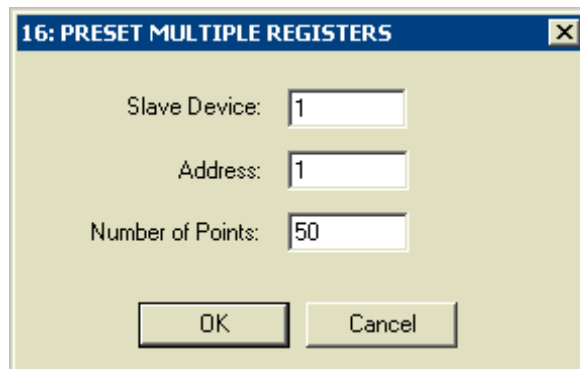 16: PRESET MULTIPLE REGISTERS
Slave Device: 1
Address: 1
Number of Points: 50
OK Cancel